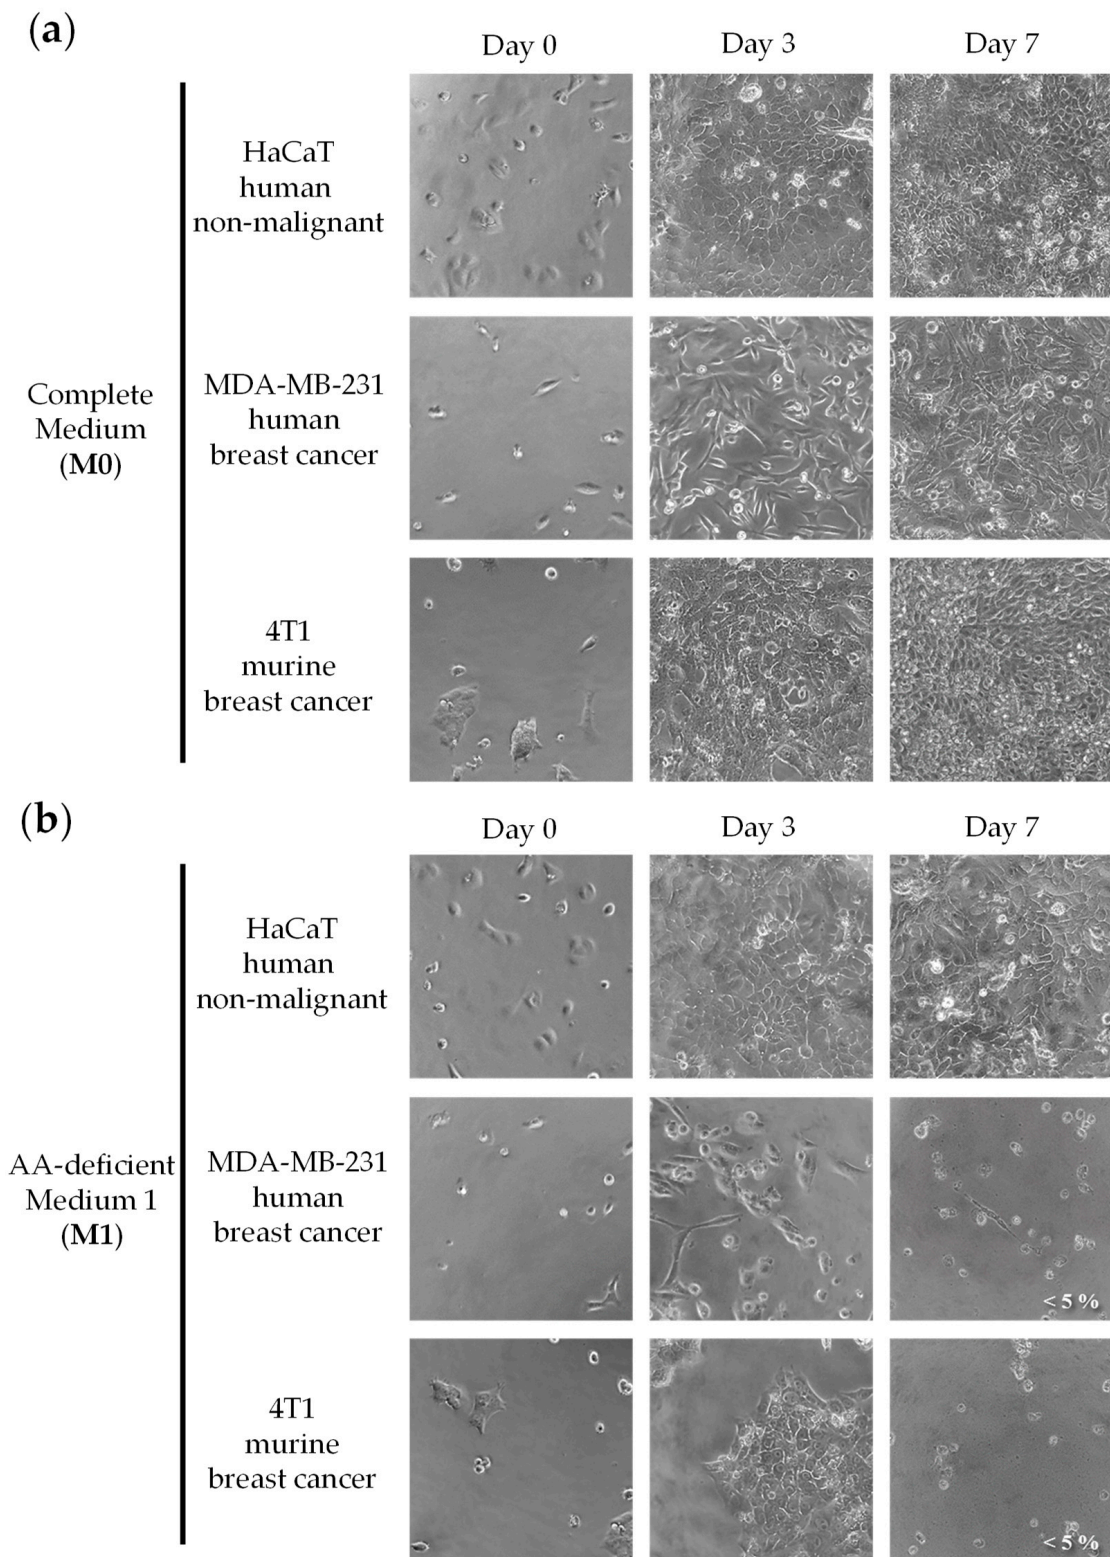 (a)
Day 0
Day 3
Day 7
HaCaT
human
non-malignant
Complete
Medium
(M0)
MDA-MB-231
human
breast cancer
4T1
murine
breast cancer
(b)
Day 0
Day 3
Day 7
HaCaT
human
non-malignant
AA-deficient
Medium 1
(M1)
MDA-MB-231
human
breast cancer
< 5 %
4T1
murine
breast cancer
< 5 %